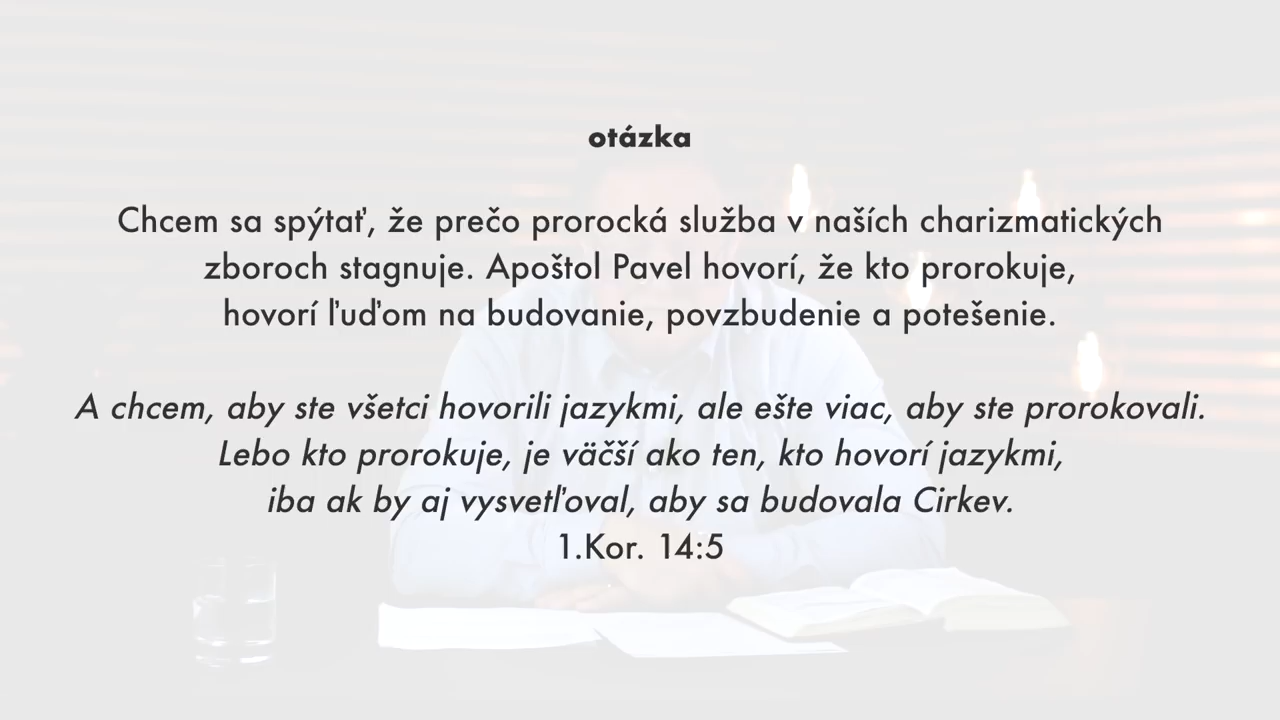 otázka
Chcem sa spýtať, že prečo prorocká služba v naších charizmatických
zboroch stagnuje. Apoštol Pavel hovorí, že kto prorokuje,
hovorí ľuďom na budovanie, povzbudenie a potešenie.
A chcem, aby ste všetci hovorili jazykmi, ale ešte viac, aby ste prorokovali.
Lebo kto prorokuje, je väčší ako ten, kto hovorí jazykmi,
iba ak by aj vysvetľoval, aby sa budovala Cirkev.
1.Kor. 14:5